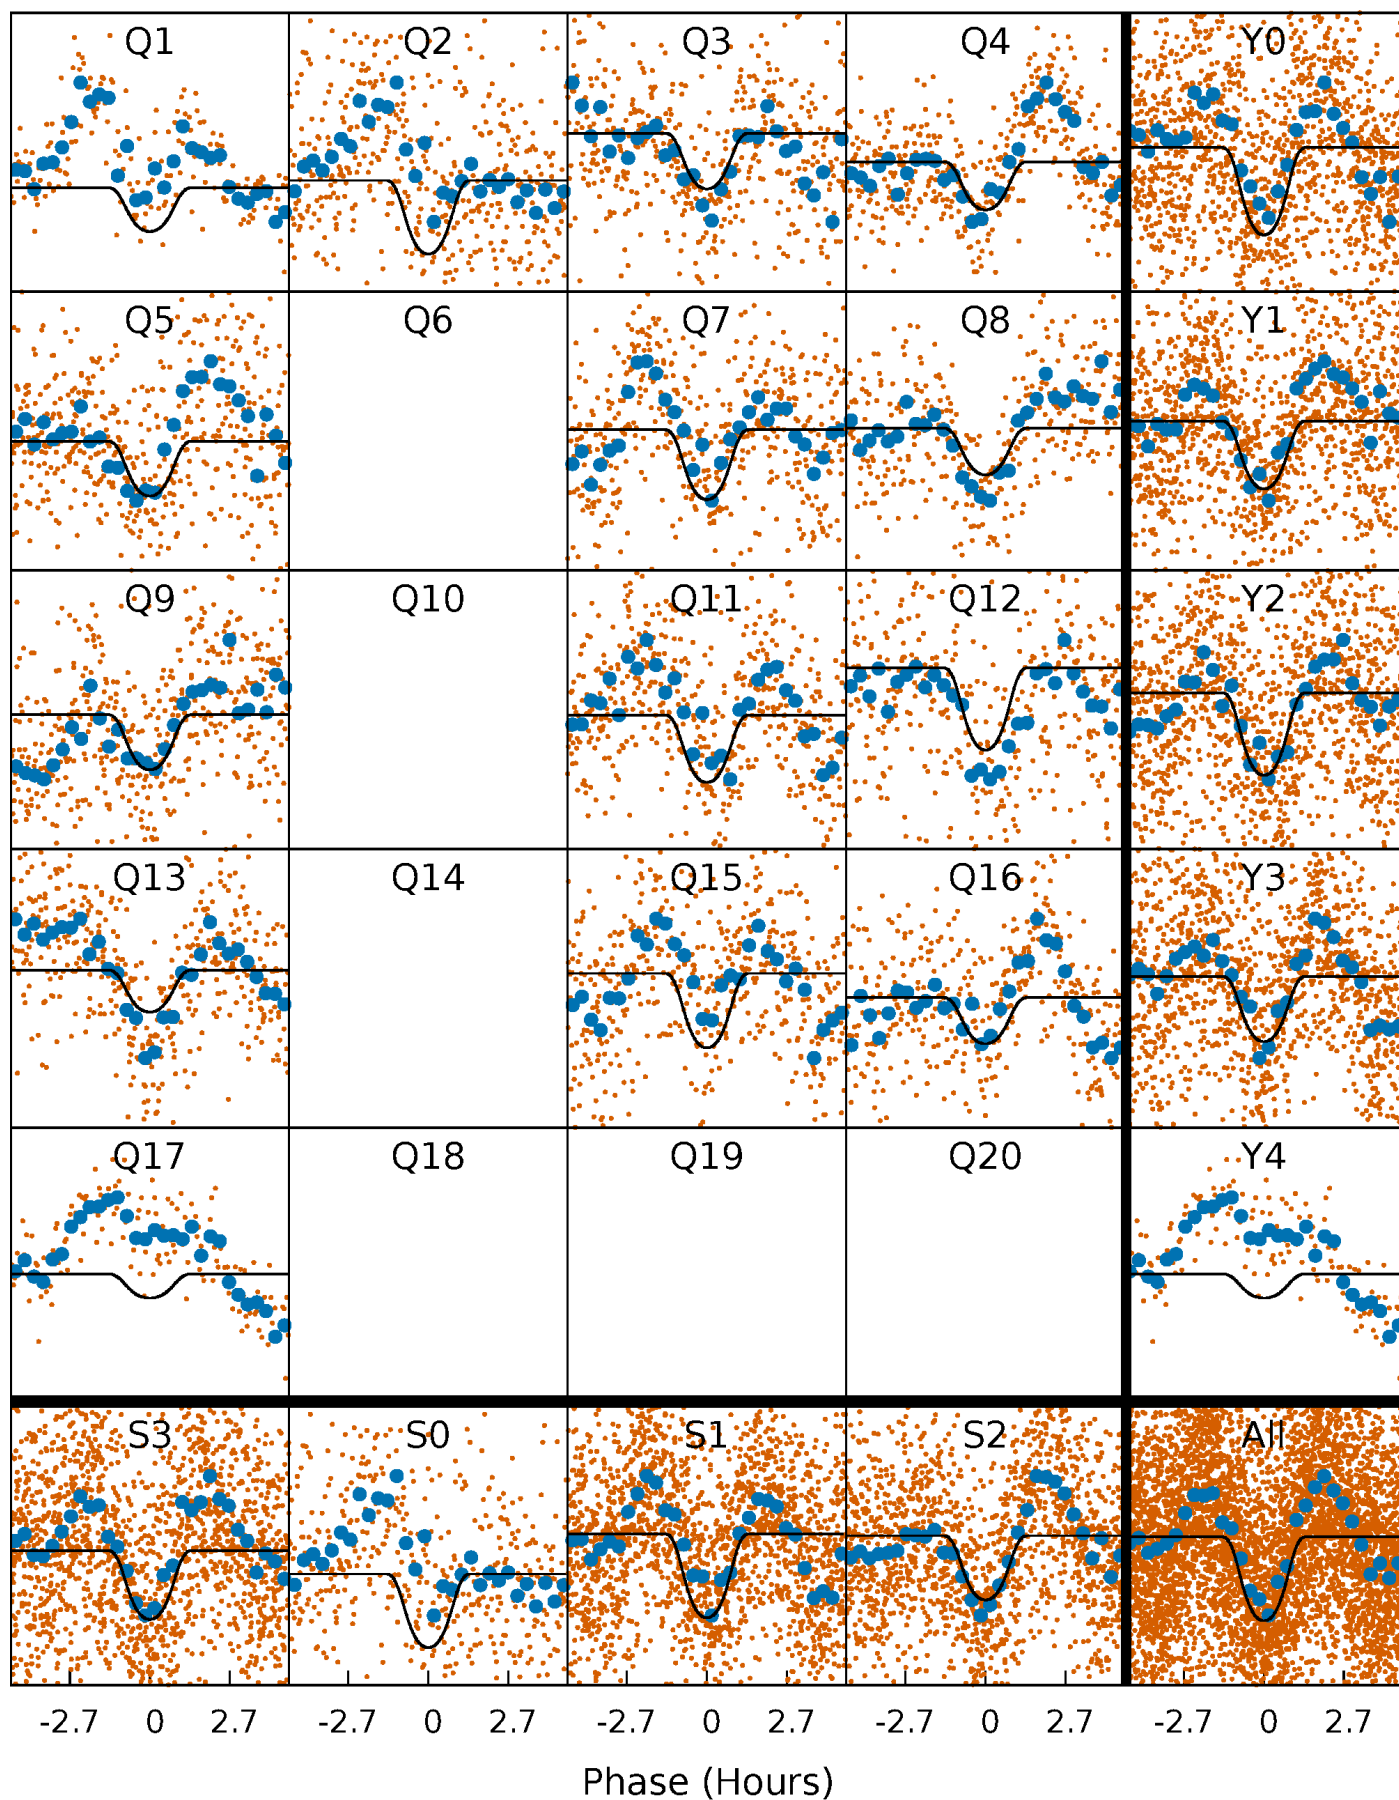 Q1 Q2 Q3 Q4 Y0
Q5 Q6 Q7 Q8 Y1
Q9 Q10 Q11 Q12 Y2
Q13 Q14 Q15 Q16 Y3
Q17 Q18 Q19 Q20 Y4
S3 S0 S1 S2 All
-2.7 0 2.7 -2.7 0 2.7 -2.7 0 2.7 -2.7 0 2.7 -2.7 0 2.7
Phase (Hours)